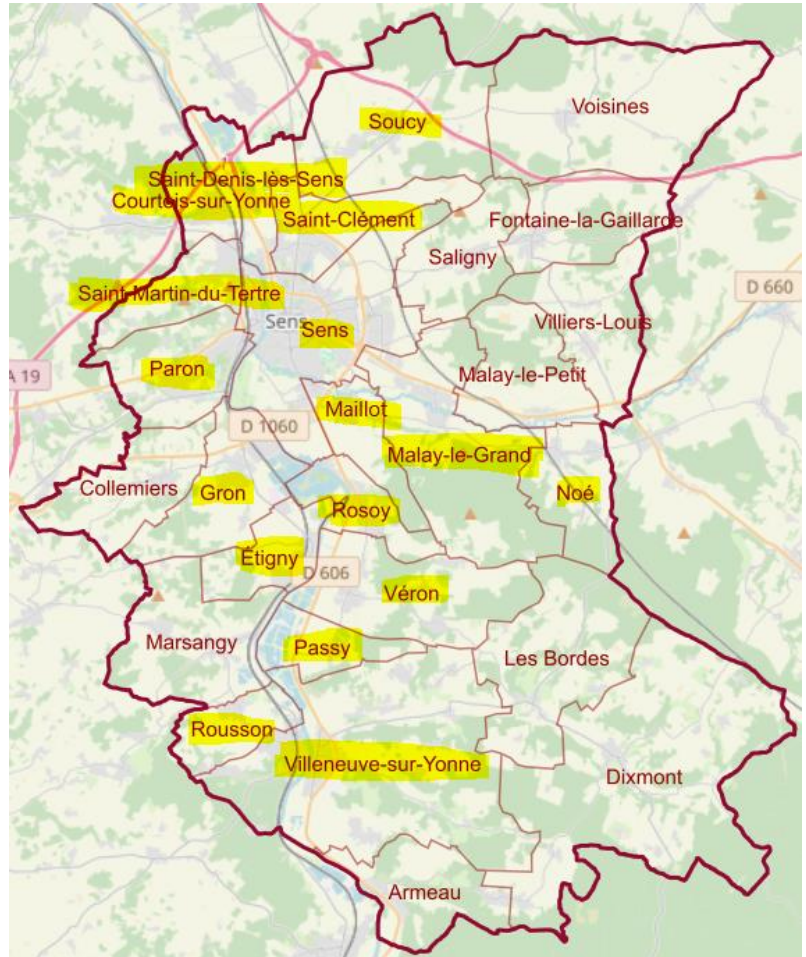 Voisines
Soucy
Saint-Denis-lès-Sens
Courtois-sur-Yonne
Saint-Clément
Fontaine-la-Gaillarde
Saligny
D 660
Saint-Martin-du-Tertre
Villiers-Louis
Sens
Sens
A 19
Paron
Malay-le-Petit
Maillot
D 1060
Malay-le-Grand
Collemiers
Gron
Noé
Rosoy
Étigny
D 606
Véron
Marsangy
Passy
Les Bordes
Rousson
Villeneuve-sur-Yonne
Dixmont
Armeau